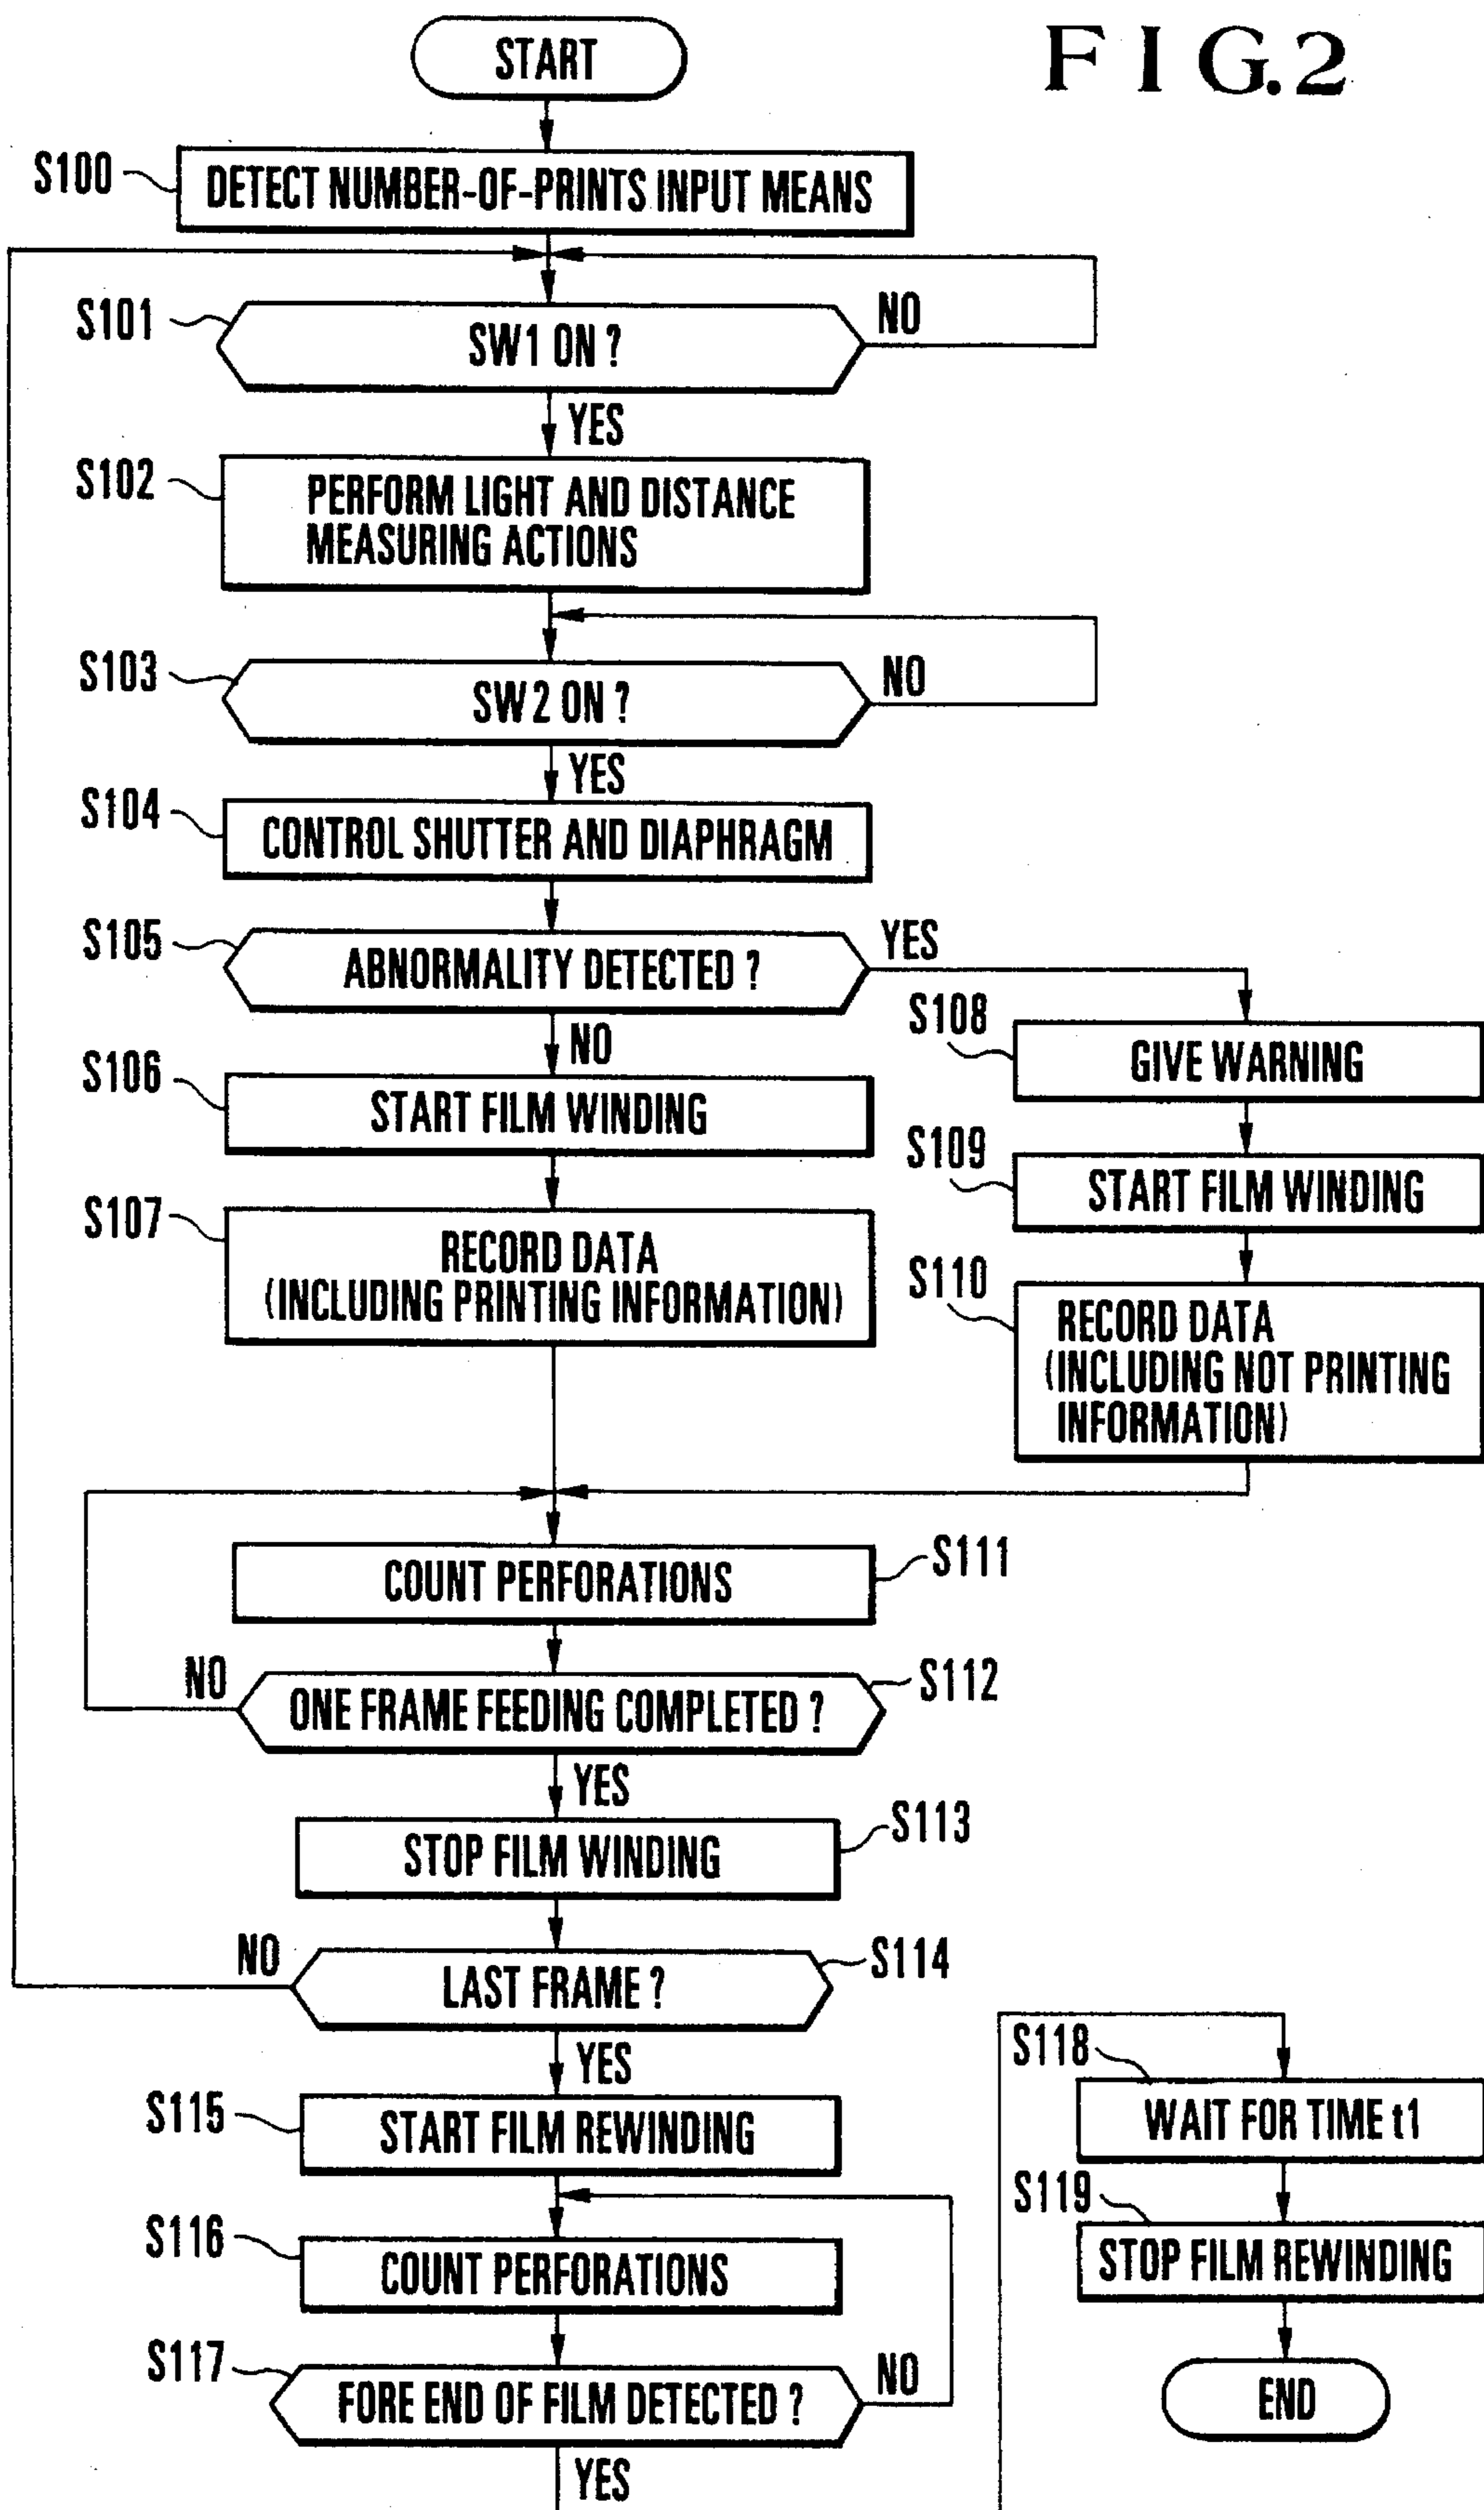 START
FIG.2
S100
DETECT NUMBER-OF-PRINTS INPUT MEANS
S101
SW1 ON ?
NO
YES
S102
PERFORM LIGHT AND DISTANCE
MEASURING ACTIONS
S103
SW2 ON ?
NO
YES
S104
CONTROL SHUTTER AND DIAPHRAGM
S105
ABNORMALITY DETECTED ?
YES
NO
S106
START FILM WINDING
S107
RECORD DATA
(INCLUDING PRINTING INFORMATION)
S108
GIVE WARNING
S109
START FILM WINDING
S110
RECORD DATA
(INCLUDING NOT PRINTING
INFORMATION)
S111
COUNT PERFORATIONS
S112
ONE FRAME FEEDING COMPLETED ?
NO
YES
S113
STOP FILM WINDING
S114
LAST FRAME ?
NO
YES
S115
START FILM REWINDING
S116
COUNT PERFORATIONS
S117
FORE END OF FILM DETECTED ?
NO
YES
S118
WAIT FOR TIME t1
S119
STOP FILM REWINDING
END